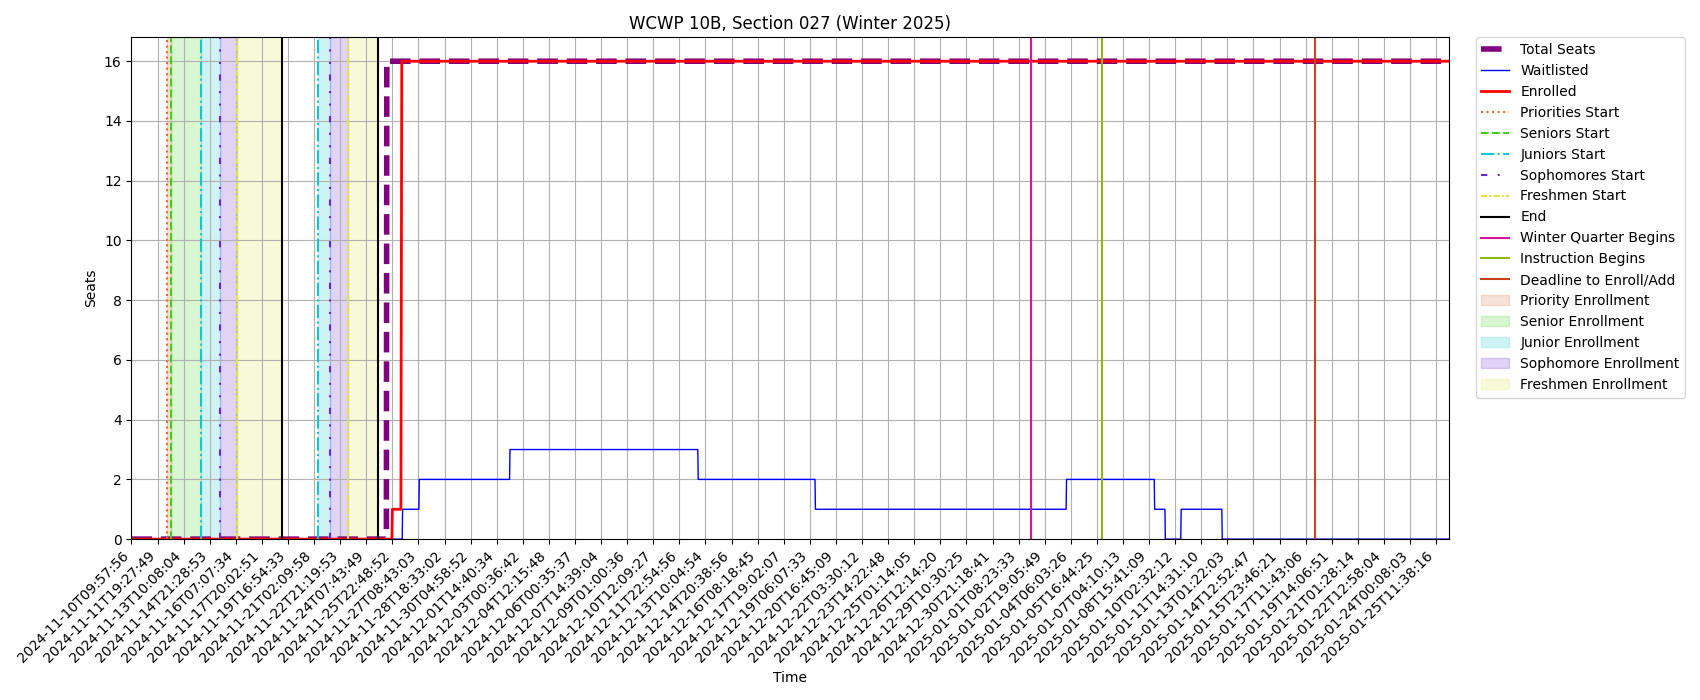 WCWP 10B, Section 027 (Winter 2025)
Seats
16
14
12
10
8
6
4
2
0
2024-11-10T09:57:56
2024-11-11T19:27:49
2024-11-13T10:08:04
2024-11-14T21:28:53
2024-11-16T07:07:34
2024-11-17T20:02:51
2024-11-19T16:54:33
2024-11-21T02:09:58
2024-11-22T21:19:53
2024-11-24T07:43:49
2024-11-25T22:48:52
2024-11-27T08:43:03
2024-11-28T18:33:02
2024-11-30T04:58:52
2024-12-01T14:40:34
2024-12-03T00:36:42
2024-12-04T12:15:48
2024-12-06T00:35:37
2024-12-07T14:39:04
2024-12-09T01:00:36
2024-12-10T12:09:27
2024-12-11T22:54:56
2024-12-13T10:04:54
2024-12-14T20:38:56
2024-12-16T08:18:45
2024-12-17T19:02:07
2024-12-19T06:07:33
2024-12-20T16:45:09
2024-12-22T03:30:12
2024-12-23T14:22:48
2024-12-25T01:14:05
2024-12-26T12:14:20
2024-12-29T10:30:25
2024-12-30T21:18:41
2025-01-01T08:23:33
2025-01-02T19:05:49
2025-01-04T06:03:26
2025-01-05T16:44:25
2025-01-07T04:10:13
2025-01-08T15:41:09
2025-01-10T02:32:12
2025-01-11T14:31:10
2025-01-13T01:22:03
2025-01-14T12:52:47
2025-01-15T23:46:21
2025-01-17T11:43:06
2025-01-19T14:06:51
2025-01-21T01:28:14
2025-01-22T12:58:04
2025-01-24T00:08:03
2025-01-25T11:38:16
Time
Total Seats
Waitlisted
Enrolled
Priorities Start
Seniors Start
Juniors Start
Sophomores Start
Freshmen Start
End
Winter Quarter Begins
Instruction Begins
Deadline to Enroll/Add
Priority Enrollment
Senior Enrollment
Junior Enrollment
Sophomore Enrollment
Freshmen Enrollment